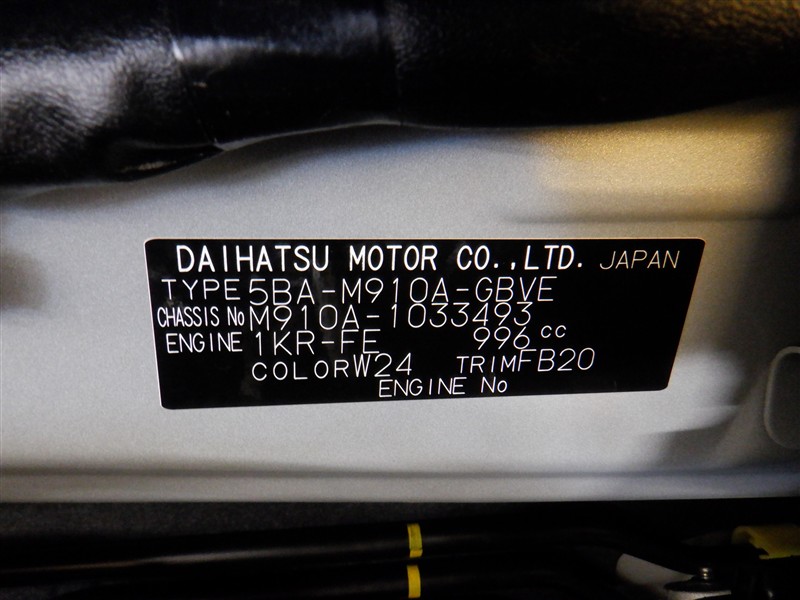 DAIHATSU MOTOR CO.,LTD. JAPAN
TYPE 5BA-M910A-GBVE
CHASSIS No M910A-1033493
ENGINE 1KR-FE 996 CC
COLOR W24 TRIM FB20
ENGINE No